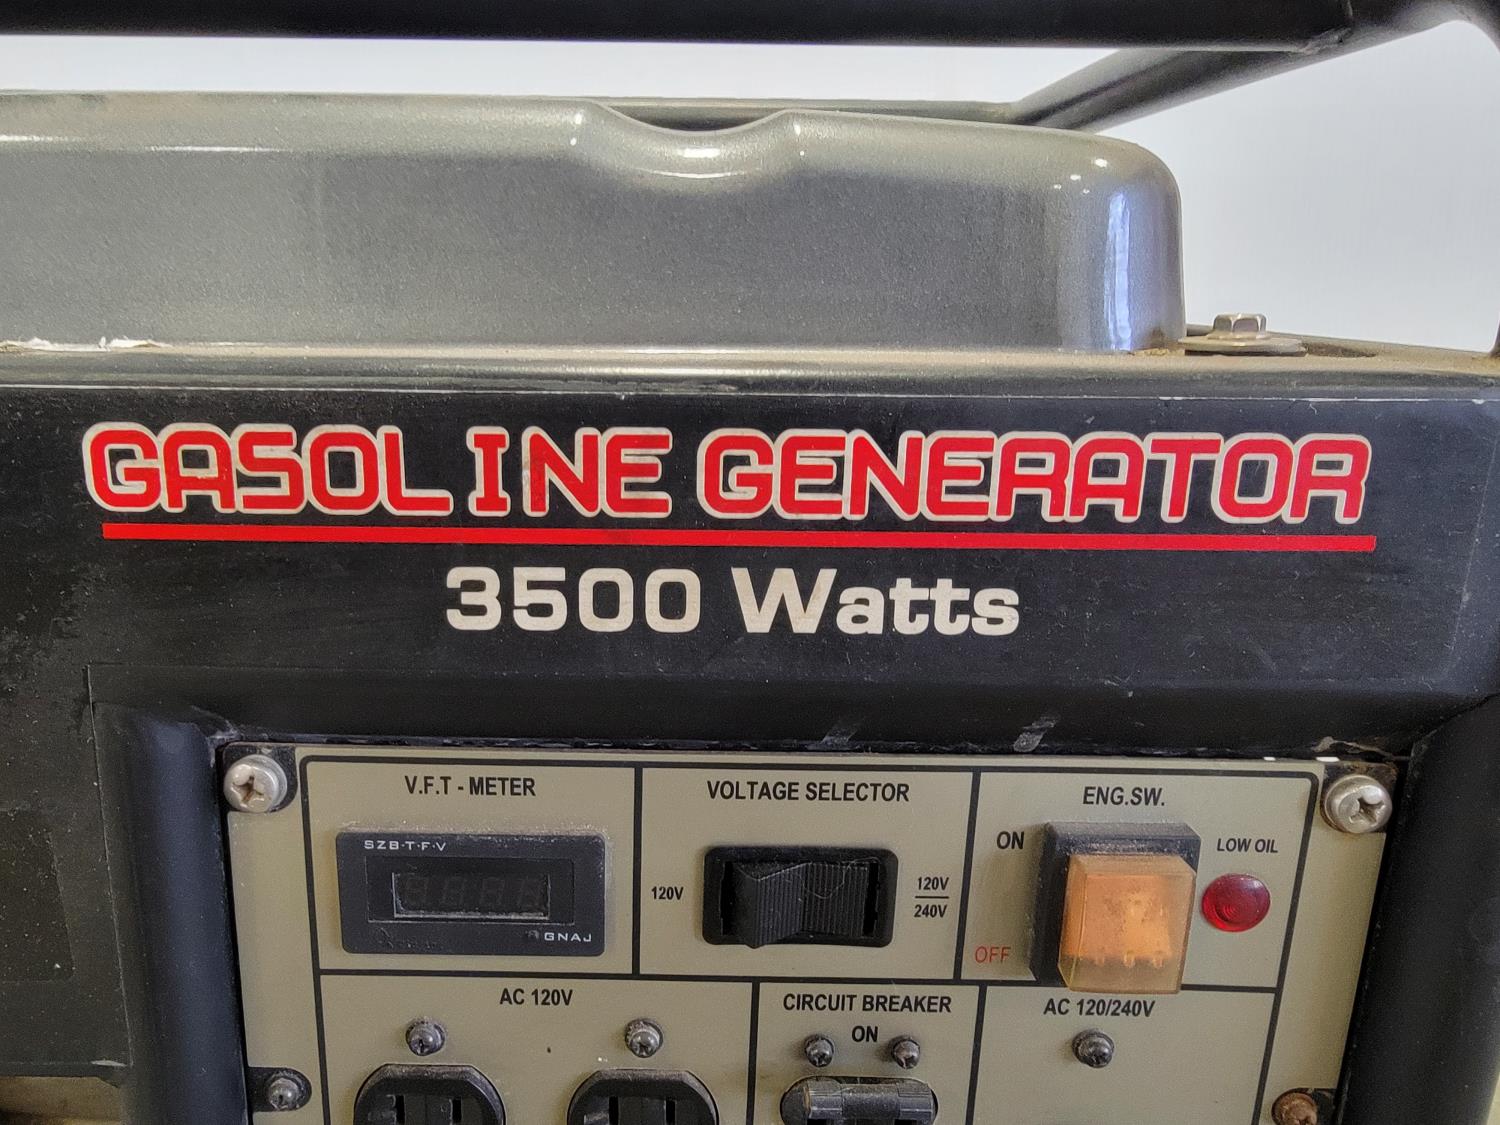 GASOLINE GENERATOR
3500 Watts
V.F.T - METER
VOLTAGE SELECTOR
ENG.SW.
SZB·T·F·V
GNAJ
120V
120V
240V
ON
OFF
LOW OIL
AC 120V
CIRCUIT BREAKER
ON
AC 120/240V